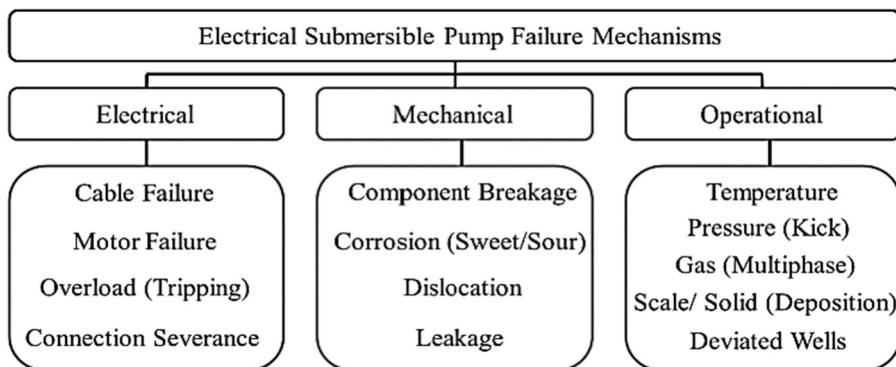 Electrical Submersible Pump Failure Mechanisms
Electrical
Mechanical
Operational
Cable Failure
Motor Failure
Overload (Tripping)
Connection Severance
Component Breakage
Corrosion (Sweet/Sour)
Dislocation
Leakage
Temperature
Pressure (Kick)
Gas (Multiphase)
Scale/ Solid (Deposition)
Deviated Wells